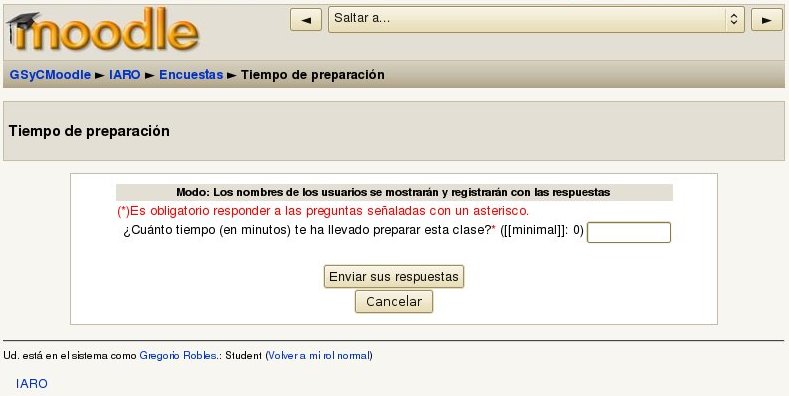 moodle
◄ Saltar a... ►
GSyCMoodle ► IARO ► Encuestas ► Tiempo de preparación
Tiempo de preparación
Modo: Los nombres de los usuarios se mostrarán y registrarán con las respuestas
(*)Es obligatorio responder a las preguntas señaladas con un asterisco.
¿Cuánto tiempo (en minutos) te ha llevado preparar esta clase?* ([[minimal]]: 0)
Enviar sus respuestas
Cancelar
Ud. está en el sistema como Gregorio Robles.: Student (Volver a mi rol normal)
IARO